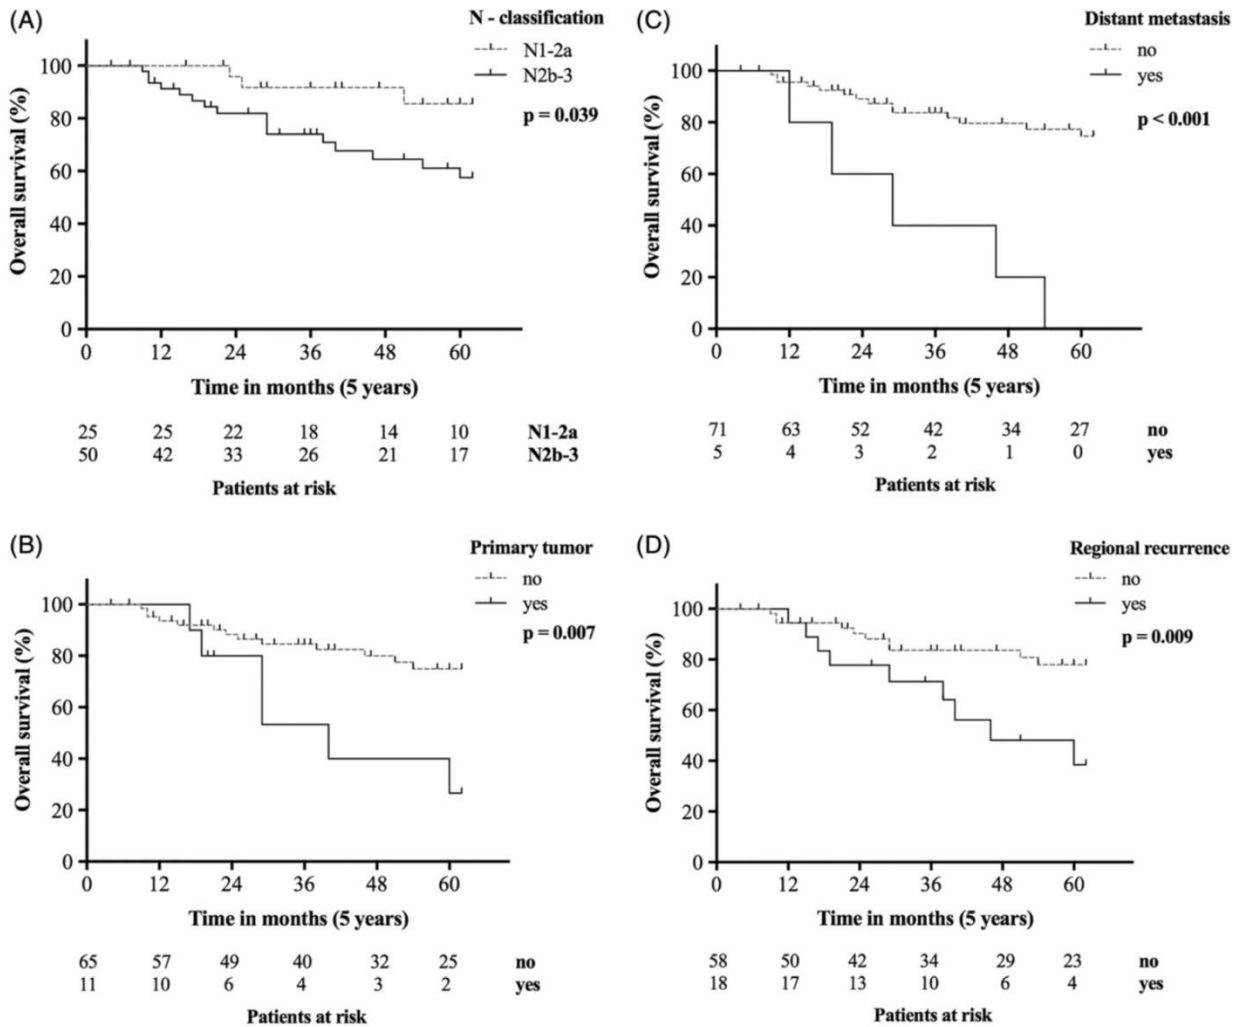 (A)
N - classification
N1-2a
N2b-3
p = 0.039
Overall survival (%)
100
80
60
40
20
0
0 12 24 36 48 60
Time in months (5 years)
25 25 22 18 14 10 N1-2a
50 42 33 26 21 17 N2b-3
Patients at risk
(C)
Distant metastasis
no
yes
p < 0.001
Overall survival (%)
100
80
60
40
20
0
0 12 24 36 48 60
Time in months (5 years)
71 63 52 42 34 27 no
5 4 3 2 1 0 yes
Patients at risk
(B)
Primary tumor
no
yes
p = 0.007
Overall survival (%)
100
80
60
40
20
0
0 12 24 36 48 60
Time in months (5 years)
65 57 49 40 32 25 no
11 10 6 4 3 2 yes
Patients at risk
(D)
Regional recurrence
no
yes
p = 0.009
Overall survival (%)
100
80
60
40
20
0
0 12 24 36 48 60
Time in months (5 years)
58 50 42 34 29 23 no
18 17 13 10 6 4 yes
Patients at risk